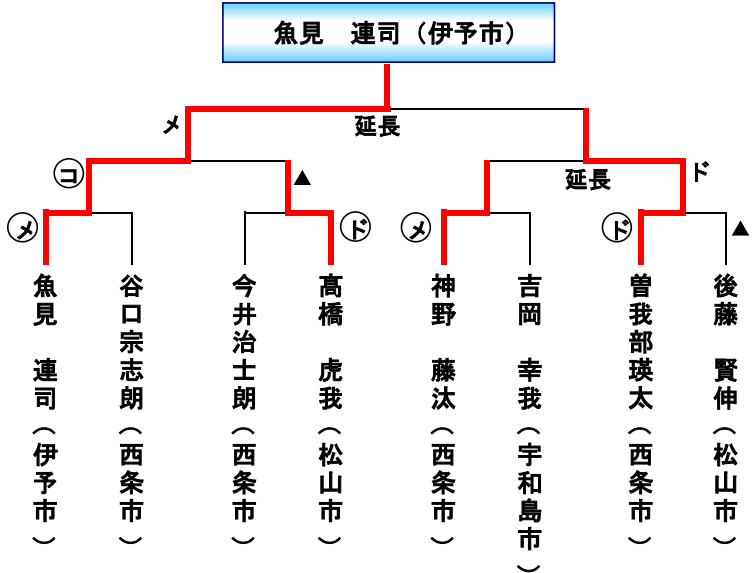 魚見　連司（伊予市）
メ
延長
コ
▲
延長
ド
メ
ド
メ
ド
▲
魚見　連司（伊予市）
谷口宗志朗（西条市）
今井治士朗（西条市）
髙橋　虎我（松山市）
神野　藤汰（西条市）
吉岡　幸我（宇和島市）
曽我部瑛太（西条市）
後藤　賢伸（松山市）